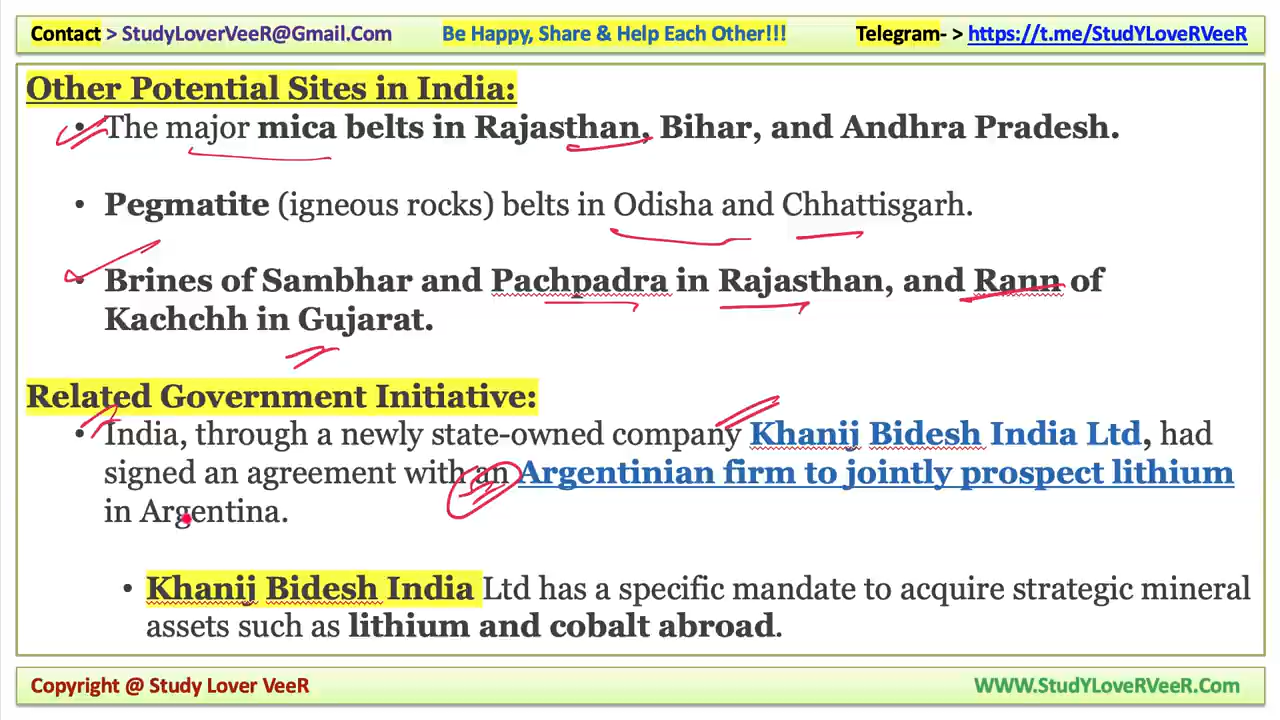 Contact > StudyLoverVeeR@Gmail.Com Be Happy, Share & Help Each Other!!! Telegram- > https://t.me/StudYLoveRVeeR
Other Potential Sites in India:
• The major mica belts in Rajasthan, Bihar, and Andhra Pradesh.
• Pegmatite (igneous rocks) belts in Odisha and Chhattisgarh.
• Brines of Sambhar and Pachpadra in Rajasthan, and Rann of
Kachchh in Gujarat.
Related Government Initiative:
• India, through a newly state-owned company Khanij Bidesh India Ltd, had
signed an agreement with an Argentinian firm to jointly prospect lithium
in Argentina.
• Khanij Bidesh India Ltd has a specific mandate to acquire strategic mineral
assets such as lithium and cobalt abroad.
Copyright @ Study Lover VeeR WWW.StudYLoveRVeeR.Com